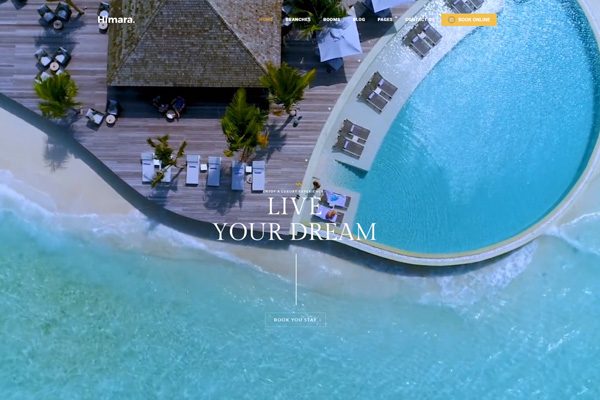 Himara.
HOME BRANCHES ROOMS BLOG PAGES CONTACT US BOOK ONLINE
ENJOY A LUXURY EXPERIENCE
LIVE
YOUR DREAM
BOOK YOU STAY